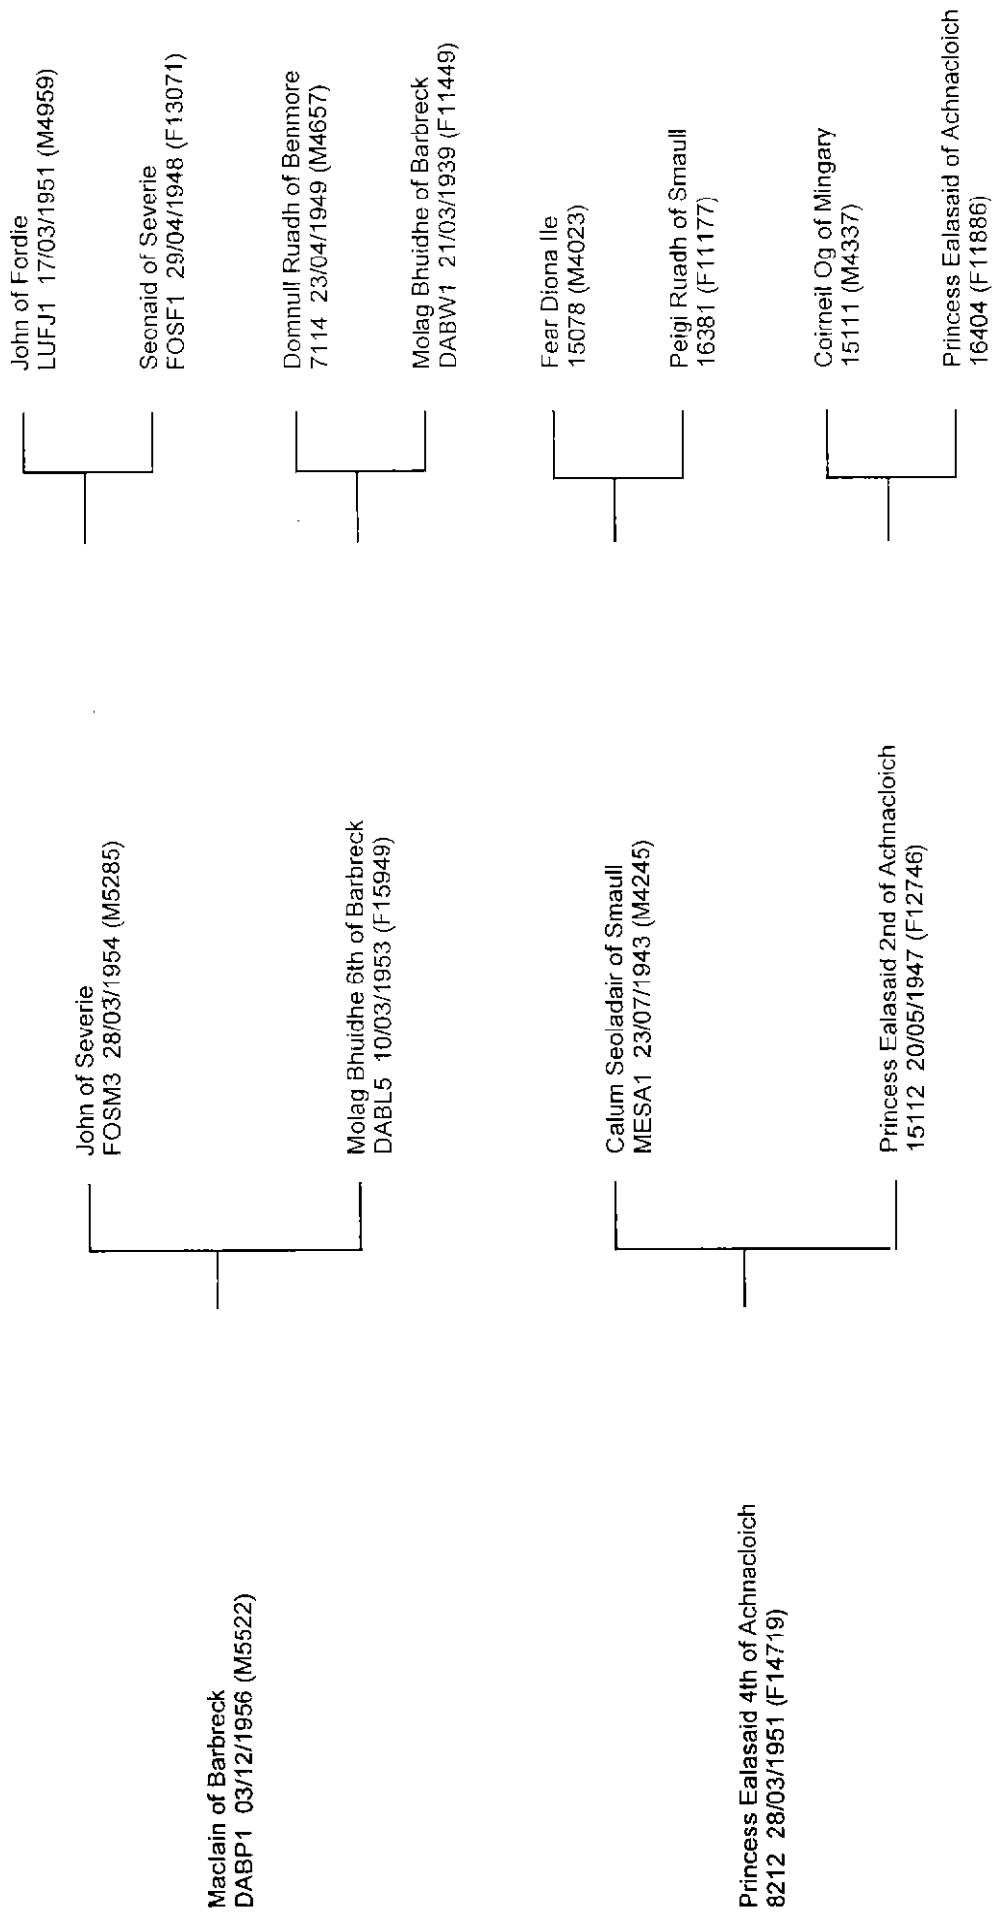 Maclain of Barbreck
DABP1 03/12/1956 (M5522)
Princess Ealasaid 4th of Achnacloich
8212 28/03/1951 (F14719)
John of Severie
FOSM3 28/03/1954 (M5285)
Molag Bhuidhe 6th of Barbreck
DABL5 10/03/1953 (F15949)
Calum Seoladair of Smaull
MESA1 23/07/1943 (M4245)
Princess Ealasaid 2nd of Achnacloich
15112 20/05/1947 (F12746)
John of Fordie
LUFJ1 17/03/1951 (M4959)
Seonaid of Severie
FOSF1 29/04/1948 (F13071)
Domnull Ruadh of Benmore
7114 23/04/1949 (M4657)
Molag Bhuidhe of Barbreck
DABW1 21/03/1939 (F11449)
Fear Diona Ile
15078 (M4023)
Peigi Ruadh of Smaull
16381 (F11177)
Coirneil Og of Mingary
15111 (M4337)
Princess Ealasaid of Achnacloich
16404 (F11886)